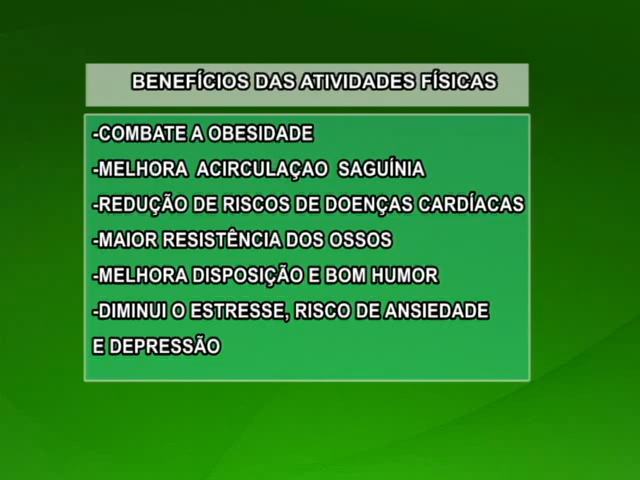 BENEFÍCIOS DAS ATIVIDADES FÍSICAS
-COMBATE A OBESIDADE
-MELHORA ACIRCULAÇAO SAGUÍNIA
-REDUÇÃO DE RISCOS DE DOENÇAS CARDÍACAS
-MAIOR RESISTÊNCIA DOS OSSOS
-MELHORA DISPOSIÇÃO E BOM HUMOR
-DIMINUI O ESTRESSE, RISCO DE ANSIEDADE
E DEPRESSÃO